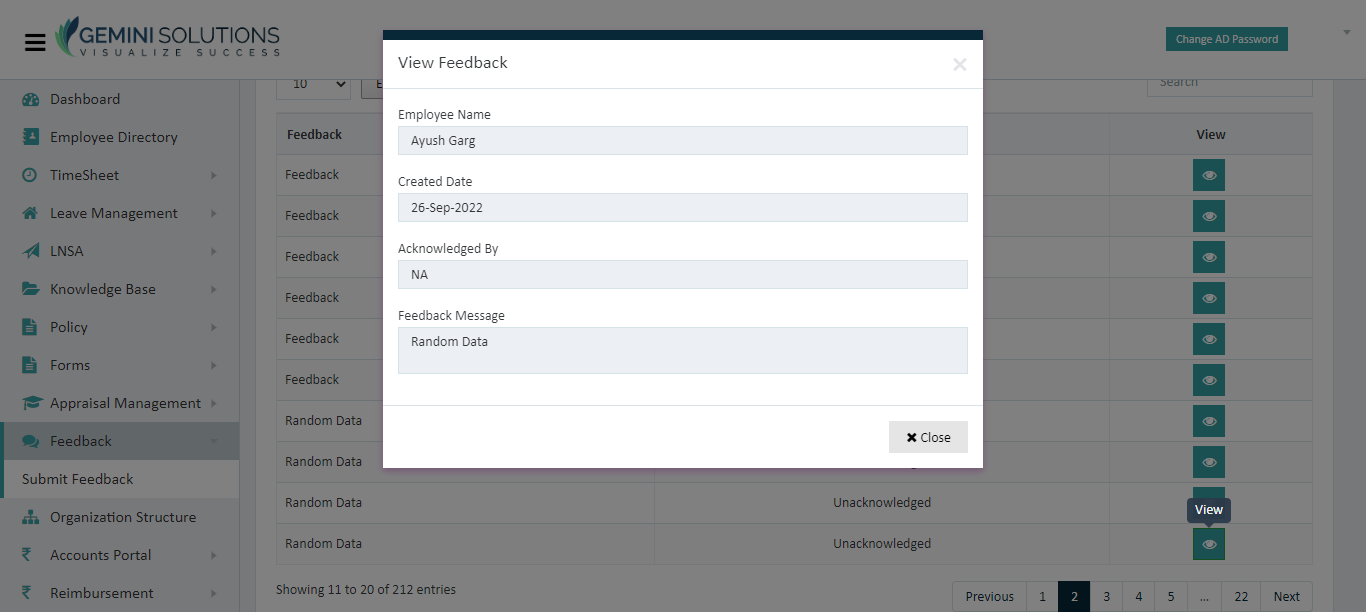 GEMINI SOLUTIONS
VISUALIZE SUCCESS
Change AD Password
Dashboard
Employee Directory
TimeSheet
Leave Management
LNSA
Knowledge Base
Policy
Forms
Appraisal Management
Feedback
Submit Feedback
Organization Structure
Accounts Portal
Reimbursement
10
Search
Feedback
View
Feedback
Feedback
Feedback
Feedback
Feedback
Feedback
Random Data
Random Data
Random Data
Unacknowledged
View
Random Data
Unacknowledged
Showing 11 to 20 of 212 entries
Previous 1 2 3 4 5 ... 22 Next
View Feedback
×
Employee Name
Ayush Garg
Created Date
26-Sep-2022
Acknowledged By
NA
Feedback Message
Random Data
Close